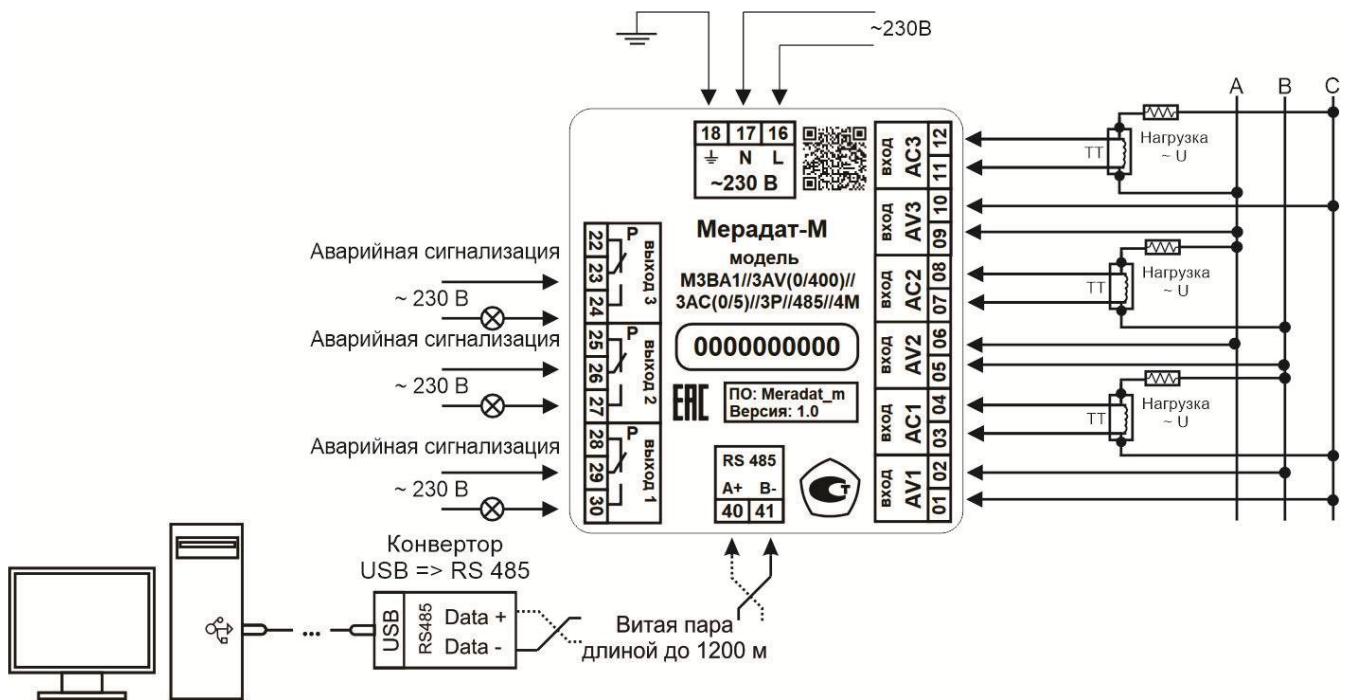 ~230В
A B C
18 17 16
N L
~230 В
Мерадат-М
модель
М3ВА1//3AV(0/400)//
3AC(0/5)//3Р//485//4М
0000000000
ЕАС
ПО: Meradat_m
Версия: 1.0
RS 485
A+ B-
40 41
Ст
Аварийная сигнализация
~ 230 В
Аварийная сигнализация
~ 230 В
Аварийная сигнализация
~ 230 В
22 23 24
Р
выход 3
25 26 27
Р
выход 2
28 29 30
Р
выход 1
вход
AC3
11 12
вход
AV3
09 10
вход
AC2
07 08
вход
AV2
05 06
вход
AC1
03 04
вход
AV1
01 02
ТТ
Нагрузка
~ U
ТТ
Нагрузка
~ U
ТТ
Нагрузка
~ U
Конвертор
USB => RS 485
USB
RS485
Data +
Data -
...
Витая пара
длиной до 1200 м